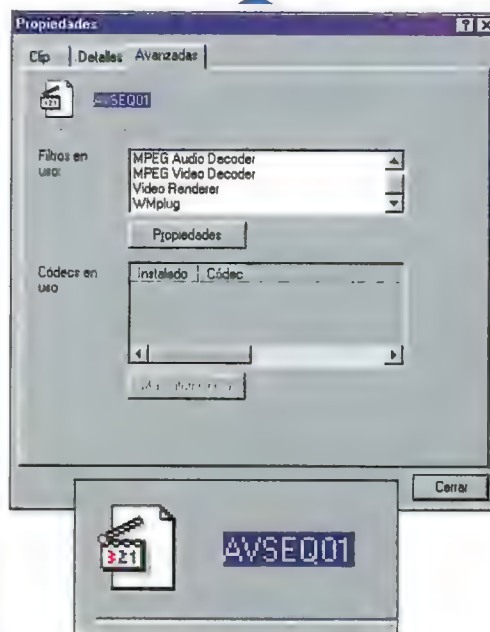 Propiedades
Clip Detalles Avanzadas
AVSEQ01
Filtros en
uso:
MPEG Audio Decoder
MPEG Video Decoder
Video Renderer
WMplug
Propiedades
Códecs en
uso
Instalado Códec
Cerrar
321
AVSEQ01